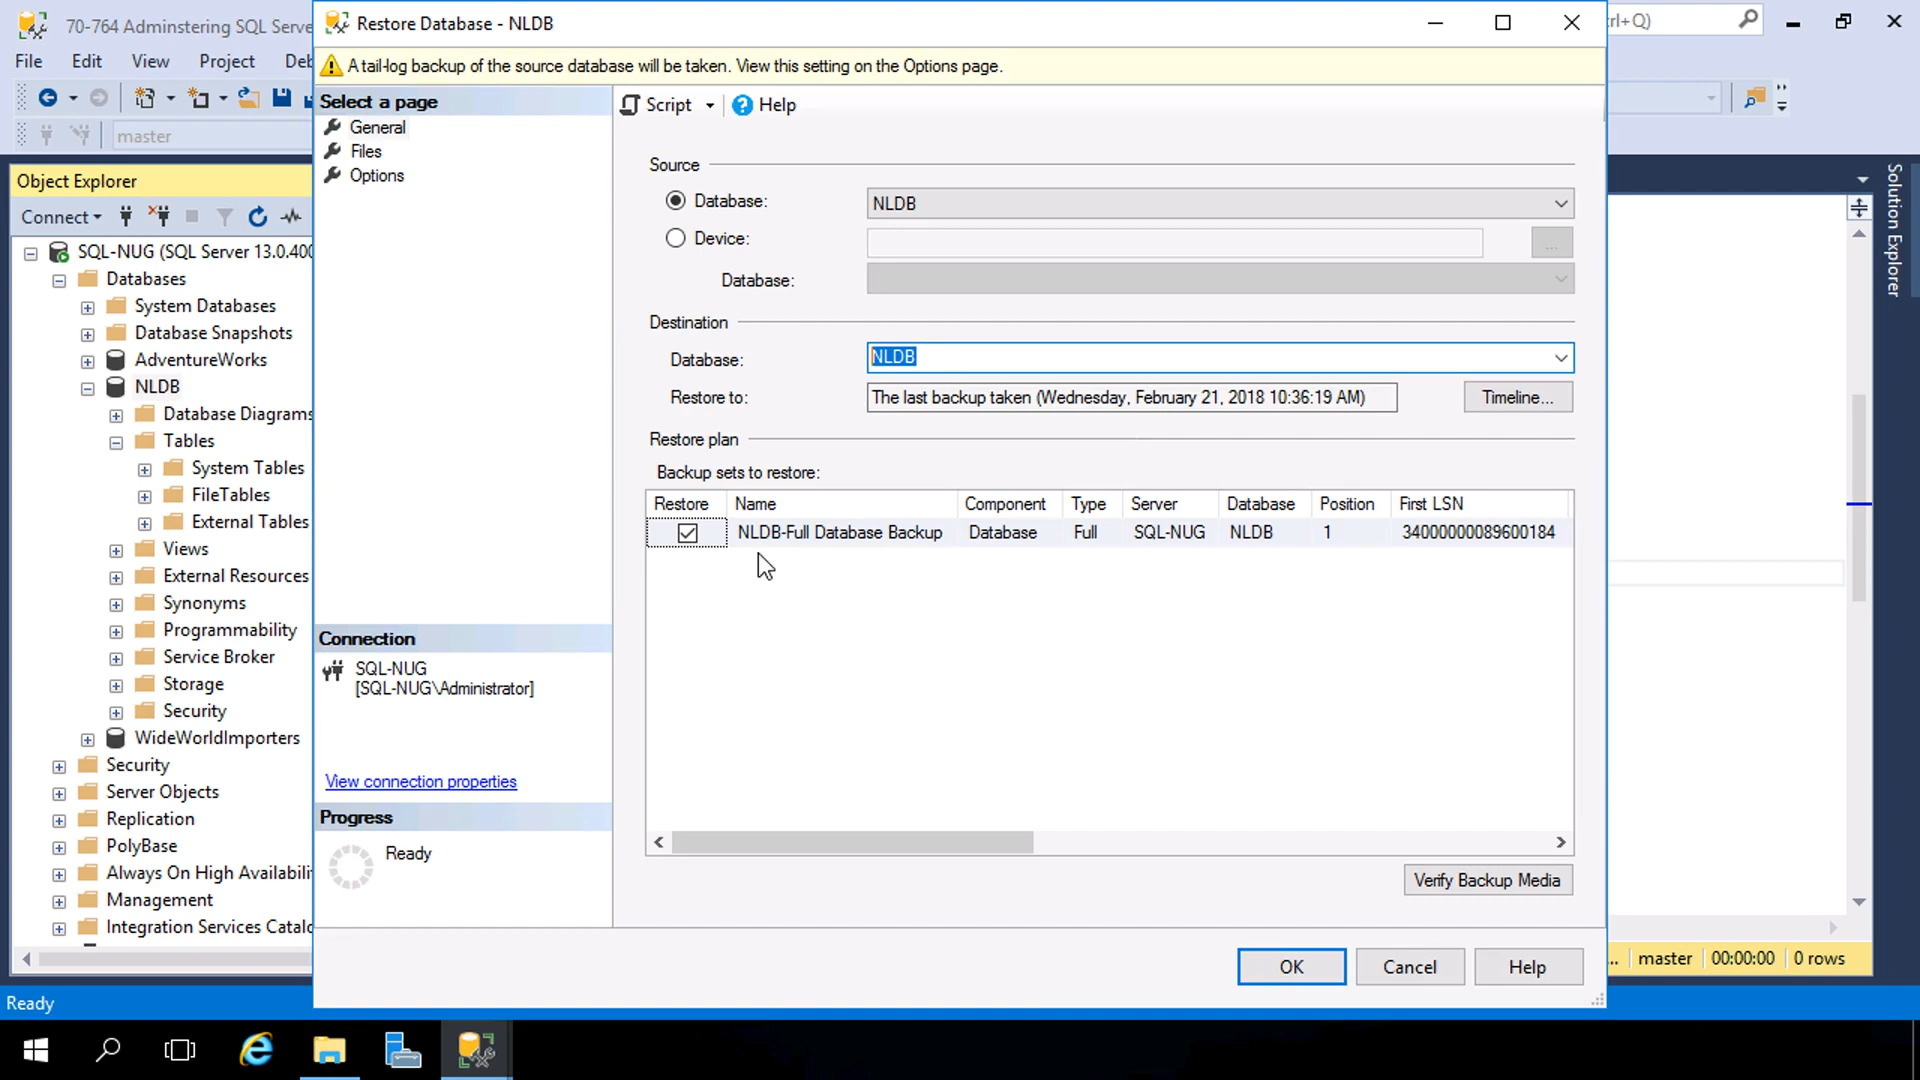 70-764 Adminstering SQL Serve
Restore Database - NLDB
rl+Q)
File Edit View Project Deb
A tail-log backup of the source database will be taken. View this setting on the Options page.
master
Select a page
General
Files
Options
Script
Help
Object Explorer
Connect
SQL-NUG (SQL Server 13.0.400
Databases
System Databases
Database Snapshots
AdventureWorks
NLDB
Database Diagrams
Tables
System Tables
FileTables
External Tables
Views
External Resources
Synonyms
Programmability
Service Broker
Storage
Security
WideWorldImporters
Security
Server Objects
Replication
PolyBase
Always On High Availabili
Management
Integration Services Catalo
Source
Database: NLDB
Device: ...
Database:
Destination
Database: NLDB
Restore to: The last backup taken (Wednesday, February 21, 2018 10:36:19 AM) Timeline...
Restore plan
Backup sets to restore:
Restore Name Component Type Server Database Position First LSN
NLDB-Full Database Backup Database Full SQL-NUG NLDB 1 34000000089600184
Connection
SQL-NUG
[SQL-NUG\Administrator]
View connection properties
Progress
Ready
Verify Backup Media
OK Cancel Help
Solution Explorer
... master 00:00:00 0 rows
Ready